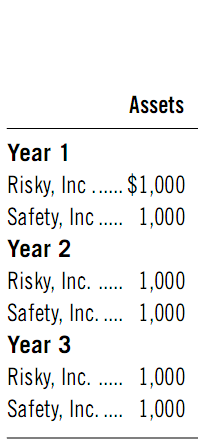 Assets
Year 1
Risky, Inc ...... $1,000
Safety, Inc ..... 1,000
Year 2
Risky, Inc. ..... 1,000
Safety, Inc. .... 1,000
Year 3
Risky, Inc. ..... 1,000
Safety, Inc. .... 1,000